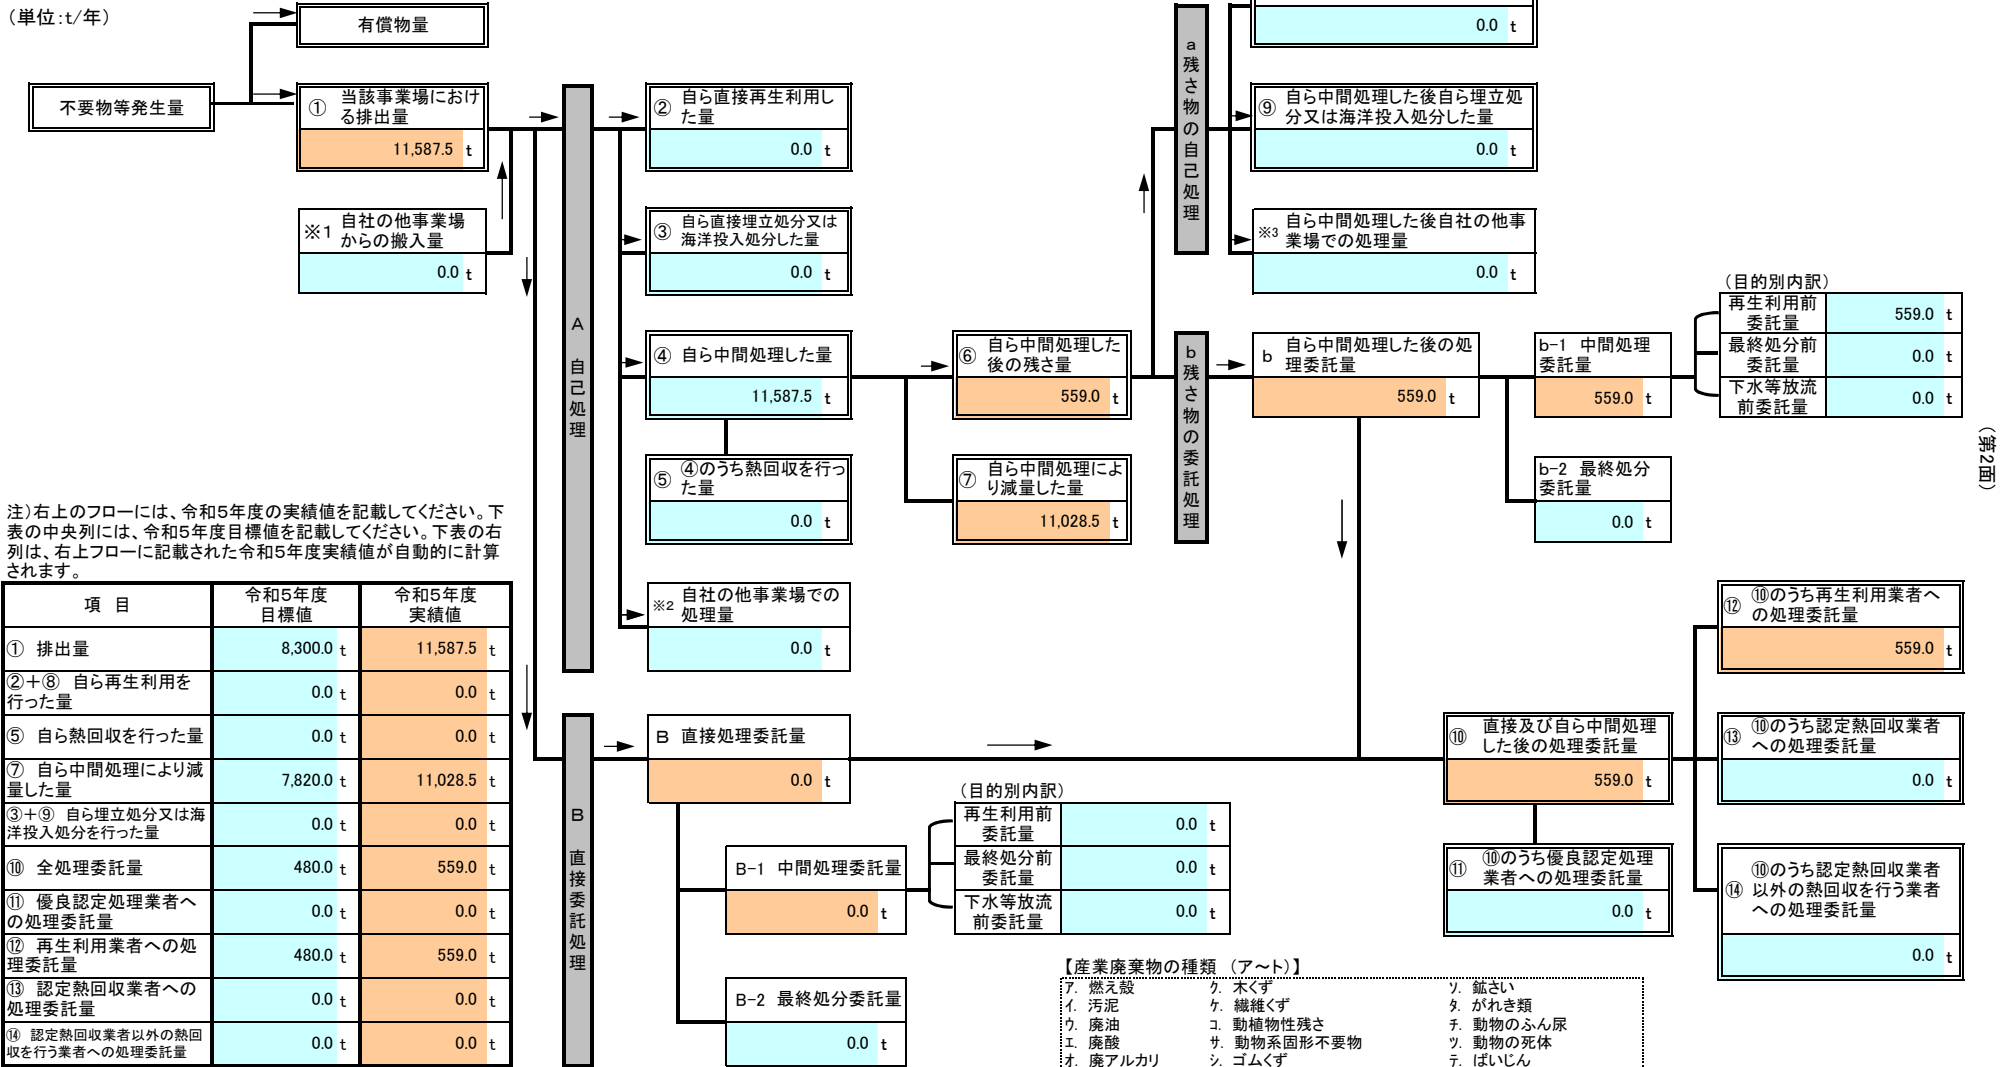 (単位:t/年)
有償物量
不要物等発生量
① 当該事業場におけ
る排出量
11,587.5 t
※1 自社の他事業場
からの搬入量
0.0 t
A 自己処理
② 自ら直接再生利用し
た量
0.0 t
③ 自ら直接埋立処分又は
海洋投入処分した量
0.0 t
④ 自ら中間処理した量
11,587.5 t
⑤ ④のうち熱回収を行っ
た量
0.0 t
※2 自社の他事業場での
処理量
0.0 t
⑥ 自ら中間処理した
後の残さ量
559.0 t
⑦ 自ら中間処理によ
り減量した量
11,028.5 t
a 残さ物の自己処理
0.0 t
⑨ 自ら中間処理した後自ら埋立処
分又は海洋投入処分した量
0.0 t
※3 自ら中間処理した後自社の他事
業場での処理量
0.0 t
b 残さ物の委託処理
b 自ら中間処理した後の処
理委託量
559.0 t
b-1 中間処理
委託量
559.0 t
b-2 最終処分
委託量
0.0 t
(目的別内訳)
再生利用前
委託量
559.0 t
最終処分前
委託量
0.0 t
下水等放流
前委託量
0.0 t
(第2面)
注)右上のフローには、令和5年度の実績値を記載してください。下
表の中央列には、令和5年度目標値を記載してください。下表の右
列は、右上フローに記載された令和5年度実績値が自動的に計算
されます。
項 目 令和5年度
目標値 令和5年度
実績値
① 排出量 8,300.0 t 11,587.5 t
②+⑧ 自ら再生利用を
行った量 0.0 t 0.0 t
⑤ 自ら熱回収を行った量 0.0 t 0.0 t
⑦ 自ら中間処理により減
量した量 7,820.0 t 11,028.5 t
③+⑨ 自ら埋立処分又は海
洋投入処分を行った量 0.0 t 0.0 t
⑩ 全処理委託量 480.0 t 559.0 t
⑪ 優良認定処理業者へ
の処理委託量 0.0 t 0.0 t
⑫ 再生利用業者への処
理委託量 480.0 t 559.0 t
⑬ 認定熱回収業者への
処理委託量 0.0 t 0.0 t
⑭ 認定熱回収業者以外の熱回
収を行う業者への処理委託量 0.0 t 0.0 t
B 直接委託処理
B 直接処理委託量
0.0 t
B-1 中間処理委託量
0.0 t
B-2 最終処分委託量
0.0 t
(目的別内訳)
再生利用前
委託量
0.0 t
最終処分前
委託量
0.0 t
下水等放流
前委託量
0.0 t
⑩ 直接及び自ら中間処理
した後の処理委託量
559.0 t
⑪ ⑩のうち優良認定処理
業者への処理委託量
0.0 t
⑫ ⑩のうち再生利用業者へ
の処理委託量
559.0 t
⑬ ⑩のうち認定熱回収業者
への処理委託量
0.0 t
⑭ ⑩のうち認定熱回収業者
以外の熱回収を行う業者
への処理委託量
0.0 t
【産業廃棄物の種類 (ア~ト)】
ア. 燃え殻 ク. 木くず ソ. 鉱さい
イ. 汚泥 ケ. 繊維くず タ. がれき類
ウ. 廃油 コ. 動植物性残さ チ. 動物のふん尿
エ. 廃酸 サ. 動物系固形不要物 ツ. 動物の死体
オ. 廃アルカリ シ. ゴムくず テ. ばいじん